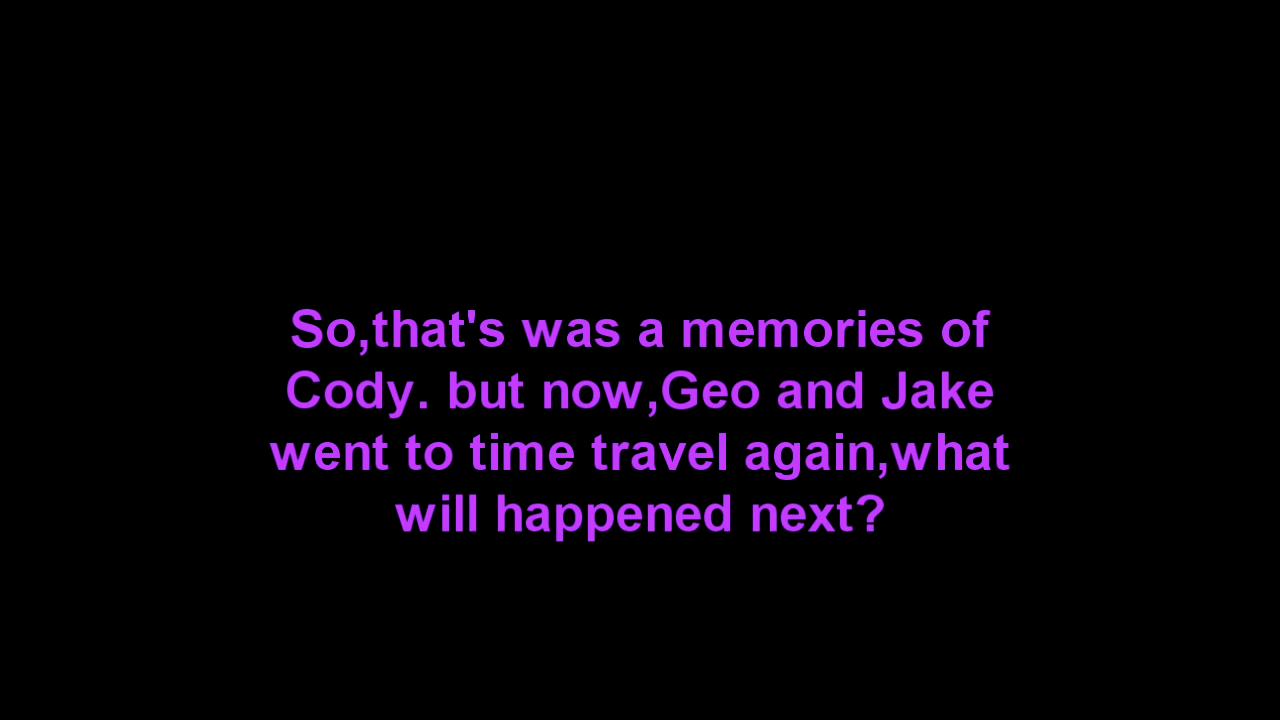 So,that's was a memories of
Cody. but now,Geo and Jake
went to time travel again,what
will happened next?